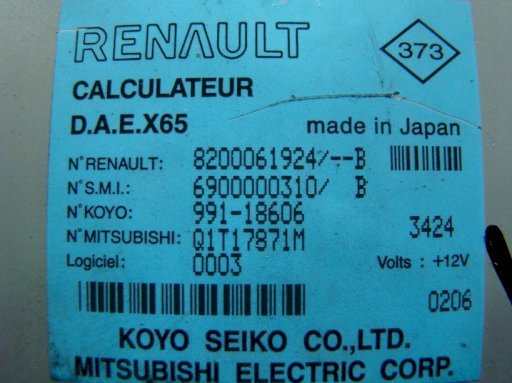 RENAULT
373
CALCULATEUR
D.A.E.X65 made in Japan
N°RENAULT: 8200061924/--B
N°S.M.I.: 6900000310/ B
N°KOYO: 991-18606
3424
N°MITSUBISHI: Q1T17871M
Logiciel: 0003 Volts : +12V
0206
KOYO SEIKO CO.,LTD.
MITSUBISHI ELECTRIC CORP.